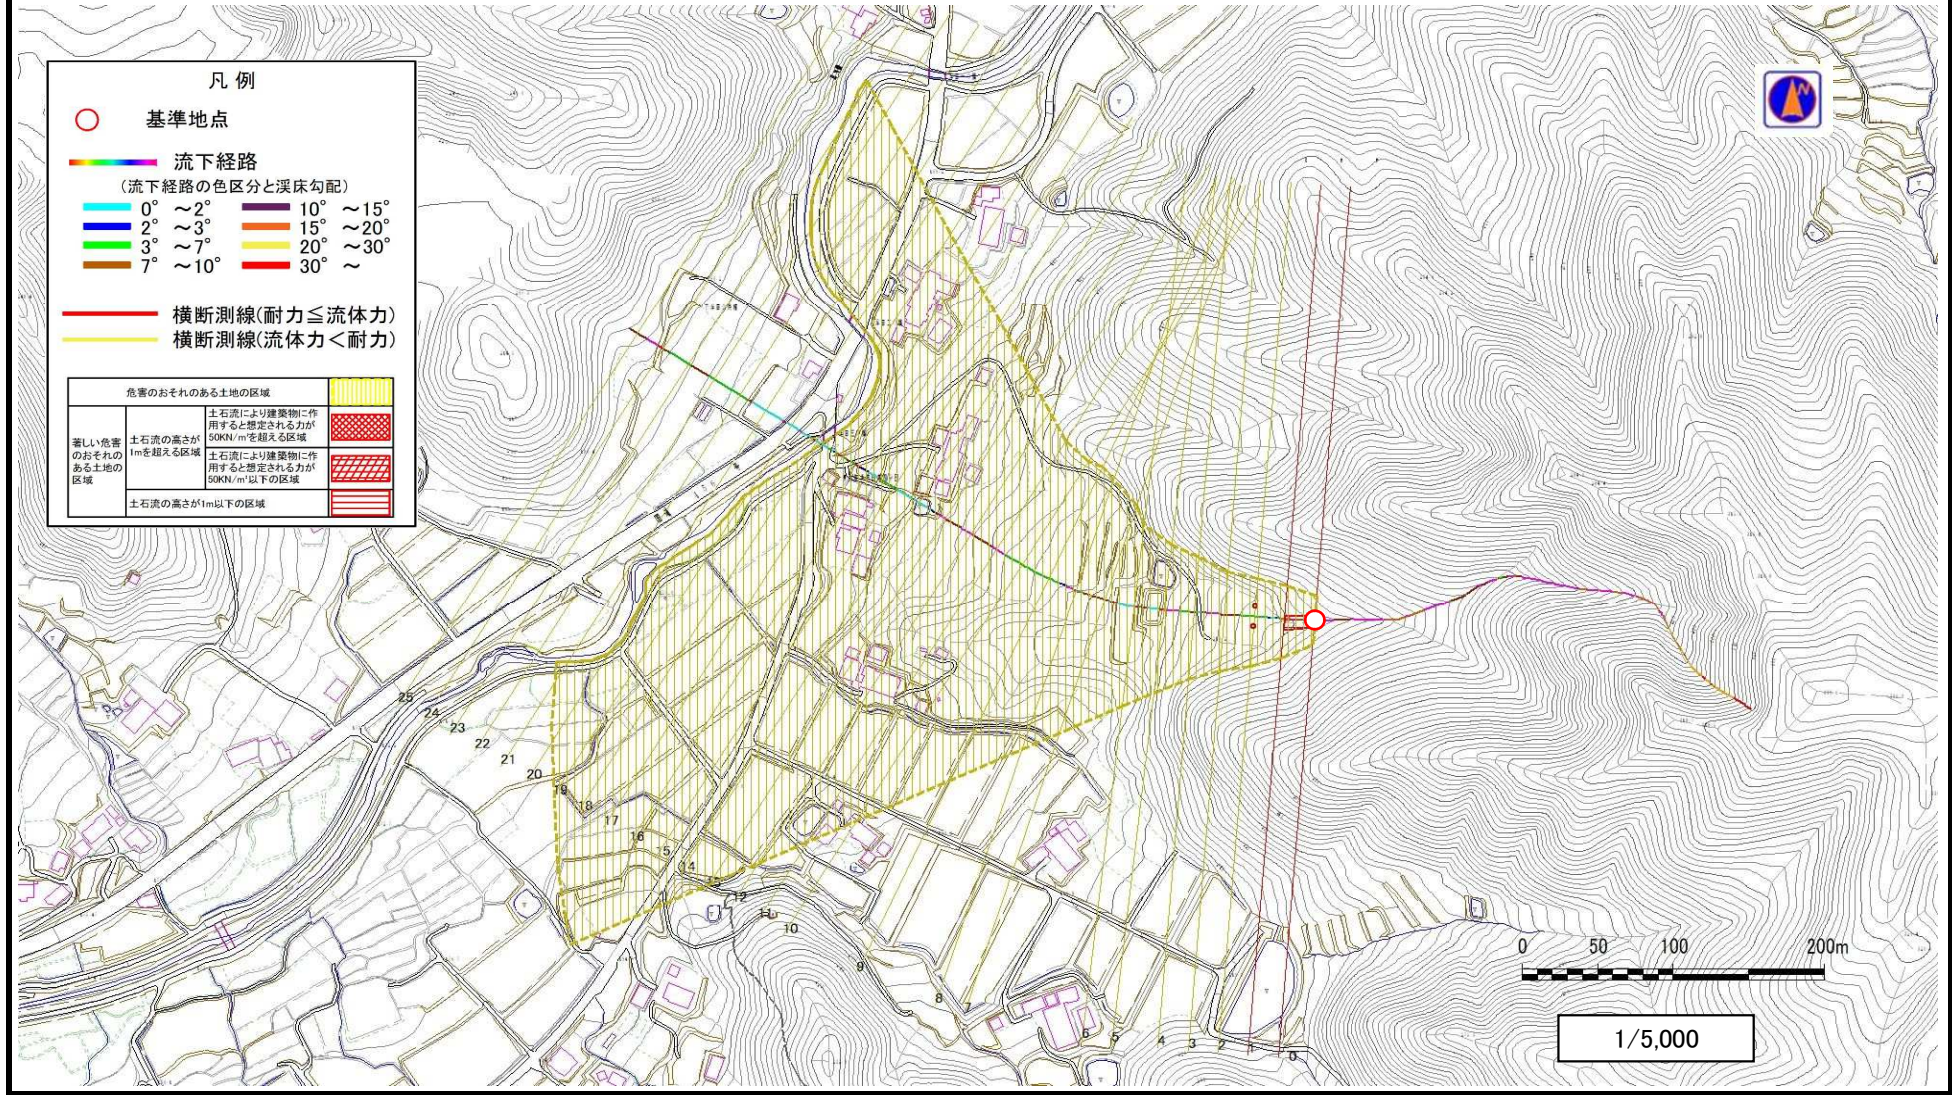 凡 例
基準地点
流下経路
(流下経路の色区分と渓床勾配)
0° ～2° 10° ～15°
2° ～3° 15° ～20°
3° ～7° 20° ～30°
7° ～10° 30° ～
横断測線(耐力≦流体力)
横断測線(流体力＜耐力)
危害のおそれのある土地の区域
著しい危害
のおそれの
ある土地の
区域
土石流の高さが
1mを超える区域
土石流により建築物に作
用すると想定される力が
50KN/㎡を超える区域
土石流により建築物に作
用すると想定される力が
50KN/㎡以下の区域
土石流の高さが1m以下の区域
N
25
24
23
22
21
20
19
18
17
16
15
14
12
11
10
9
8
7
6
5
4
3
2
1
0
0 50 100 200m
1/5,000